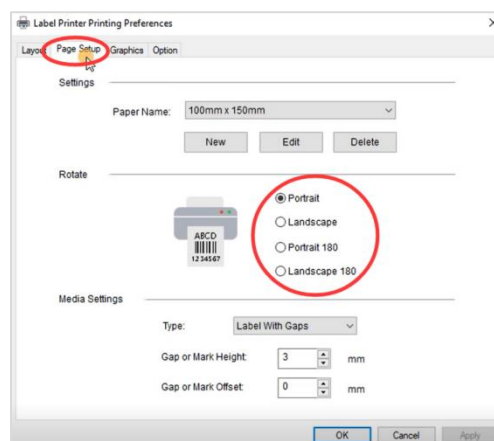 Label Printer Printing Preferences
Layout Page Setup Graphics Option
Settings
Paper Name: 100mm x 150mm
New Edit Delete
Rotate
Portrait
Landscape
Portrait 180
Landscape 180
ABCD
1234567
Media Settings
Type: Label With Gaps
Gap or Mark Height: 3 mm
Gap or Mark Offset: 0 mm
OK Cancel Apply